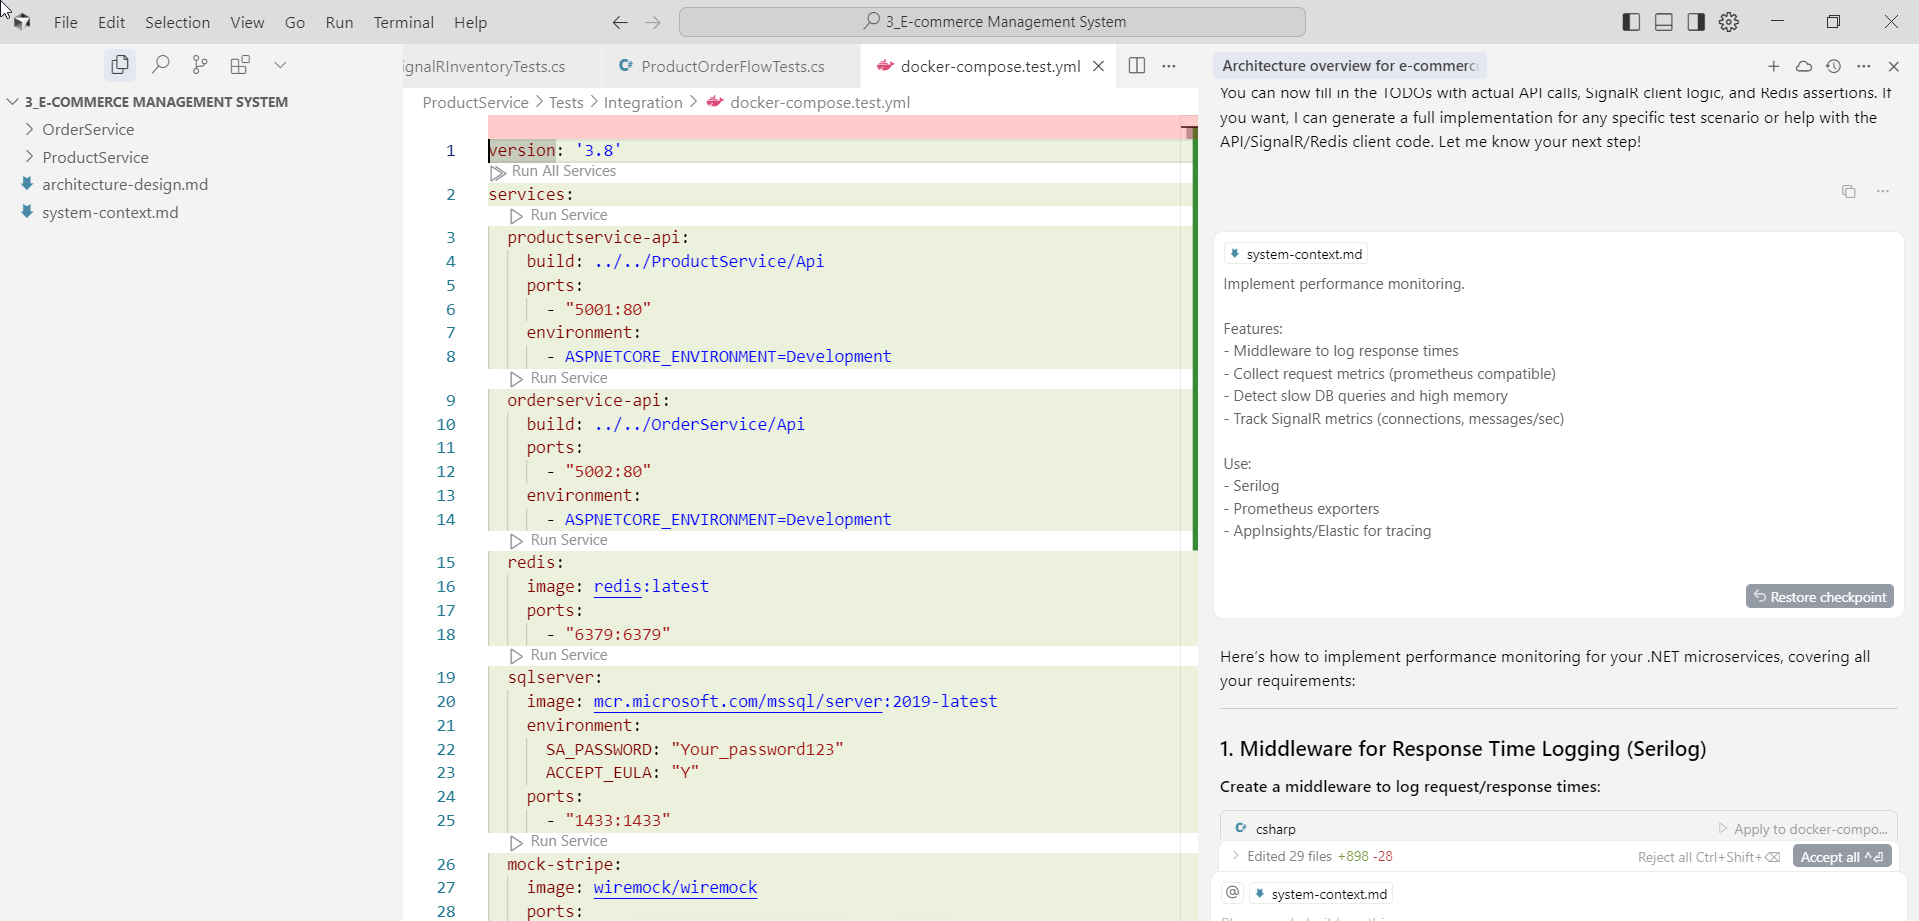 File Edit Selection View Go Run Terminal Help
3_E-commerce Management System
3_E-COMMERCE MANAGEMENT SYSTEM
OrderService
ProductService
architecture-design.md
system-context.md
ignalRInventoryTests.cs
ProductOrderFlowTests.cs
docker-compose.test.yml
ProductService > Tests > Integration > docker-compose.test.yml
1 version: '3.8'
Run All Services
2 services:
Run Service
3 productservice-api:
4 build: ../../ProductService/Api
5 ports:
6 - "5001:80"
7 environment:
8 - ASPNETCORE_ENVIRONMENT=Development
Run Service
9 orderservice-api:
10 build: ../../OrderService/Api
11 ports:
12 - "5002:80"
13 environment:
14 - ASPNETCORE_ENVIRONMENT=Development
Run Service
15 redis:
16 image: redis:latest
17 ports:
18 - "6379:6379"
Run Service
19 sqlserver:
20 image: mcr.microsoft.com/mssql/server:2019-latest
21 environment:
22 SA_PASSWORD: "Your_password123"
23 ACCEPT_EULA: "Y"
24 ports:
25 - "1433:1433"
Run Service
26 mock-stripe:
27 image: wiremock/wiremock
28 ports:
Architecture overview for e-commerc
You can now fill in the TODOs with actual API calls, SignalR client logic, and Redis assertions. If
you want, I can generate a full implementation for any specific test scenario or help with the
API/SignalR/Redis client code. Let me know your next step!
system-context.md
Implement performance monitoring.
Features:
- Middleware to log response times
- Collect request metrics (prometheus compatible)
- Detect slow DB queries and high memory
- Track SignalR metrics (connections, messages/sec)
Use:
- Serilog
- Prometheus exporters
- AppInsights/Elastic for tracing
Restore checkpoint
Here's how to implement performance monitoring for your .NET microservices, covering all
your requirements:
1. Middleware for Response Time Logging (Serilog)
Create a middleware to log request/response times:
csharp
Apply to docker-compo...
Edited 29 files +898 -28
Reject all Ctrl+Shift+⌫
Accept all ^⏎
@ system-context.md